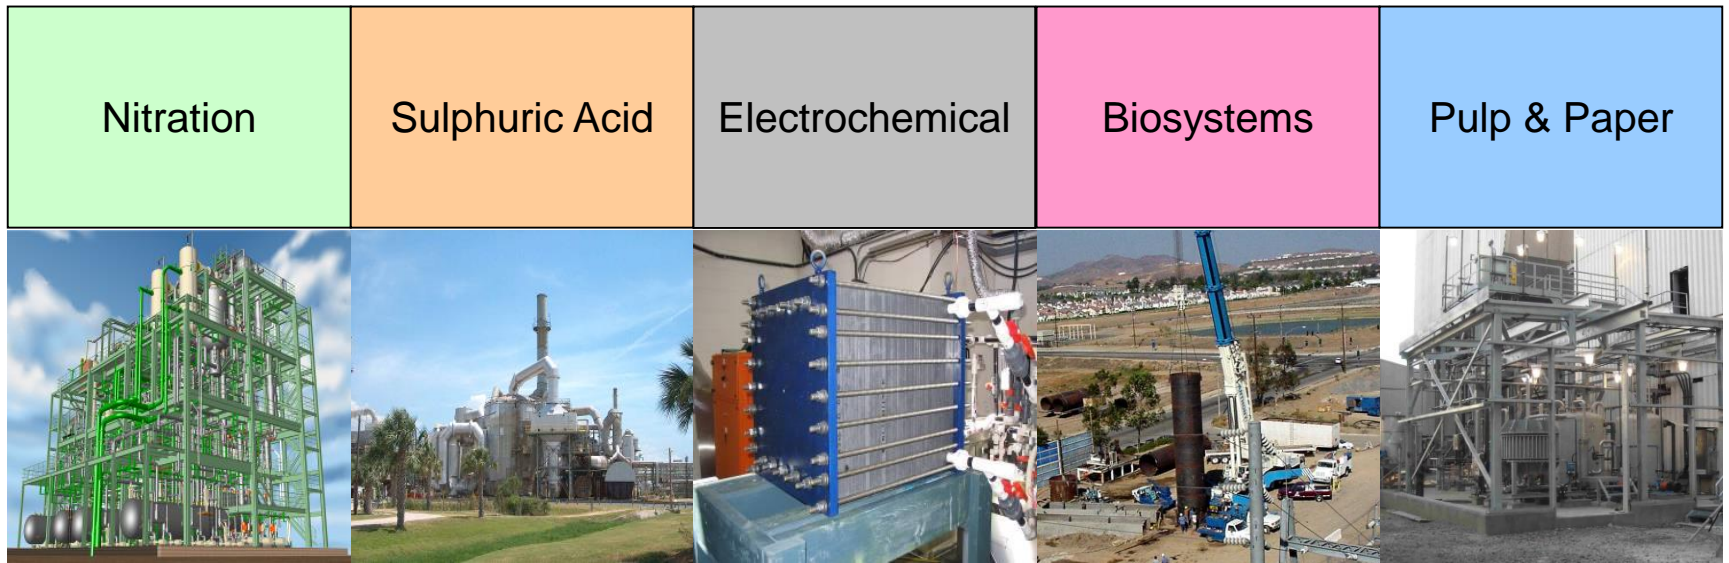 Nitration
Sulphuric Acid
Electrochemical
Biosystems
Pulp & Paper